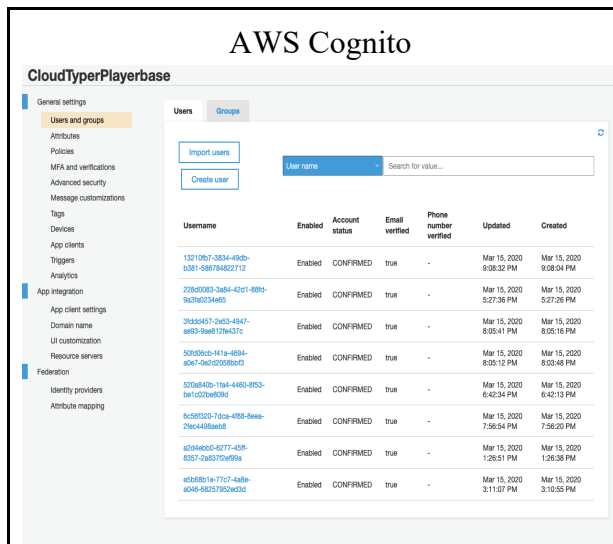 AWS Cognito
CloudTyperPlayerbase
General settings
Users and groups
Attributes
Policies
MFA and verifications
Advanced security
Message customizations
Tags
Devices
App clients
Triggers
Analytics
App integration
App client settings
Domain name
UI customization
Resource servers
Federation
Identity providers
Attribute mapping
Users Groups
Import users
Create user
User name Search for value...
Username Enabled Account status Email verified Phone number verified Updated Created
13210fb7-3834-49db-
b381-586784822712 Enabled CONFIRMED true - Mar 15, 2020 9:08:32 PM Mar 15, 2020 9:08:04 PM
228d0083-3a84-42d1-88fd-
9a3fa0234e65 Enabled CONFIRMED true - Mar 15, 2020 5:27:36 PM Mar 15, 2020 5:27:26 PM
3fddd457-2e53-4947-
ae93-9ae812fe437c Enabled CONFIRMED true - Mar 15, 2020 8:05:41 PM Mar 15, 2020 8:05:16 PM
50fd06cb-f41a-4694-
a0e7-0e2d2058bbf3 Enabled CONFIRMED true - Mar 15, 2020 8:05:12 PM Mar 15, 2020 8:03:48 PM
520a840b-1fa4-4460-8f53-
be1c02be809d Enabled CONFIRMED true - Mar 15, 2020 6:42:34 PM Mar 15, 2020 6:42:13 PM
6c56f320-7dca-4f88-8eea-
2fec4498aeb8 Enabled CONFIRMED true - Mar 15, 2020 7:56:54 PM Mar 15, 2020 7:56:20 PM
a2d4ebb0-6277-45ff-
8357-2a837f2ef99a Enabled CONFIRMED true - Mar 15, 2020 1:26:51 PM Mar 15, 2020 1:26:38 PM
e5b68b1e-77c7-4a8e-
a046-68257952ed3d Enabled CONFIRMED true - Mar 15, 2020 3:11:07 PM Mar 15, 2020 3:10:55 PM